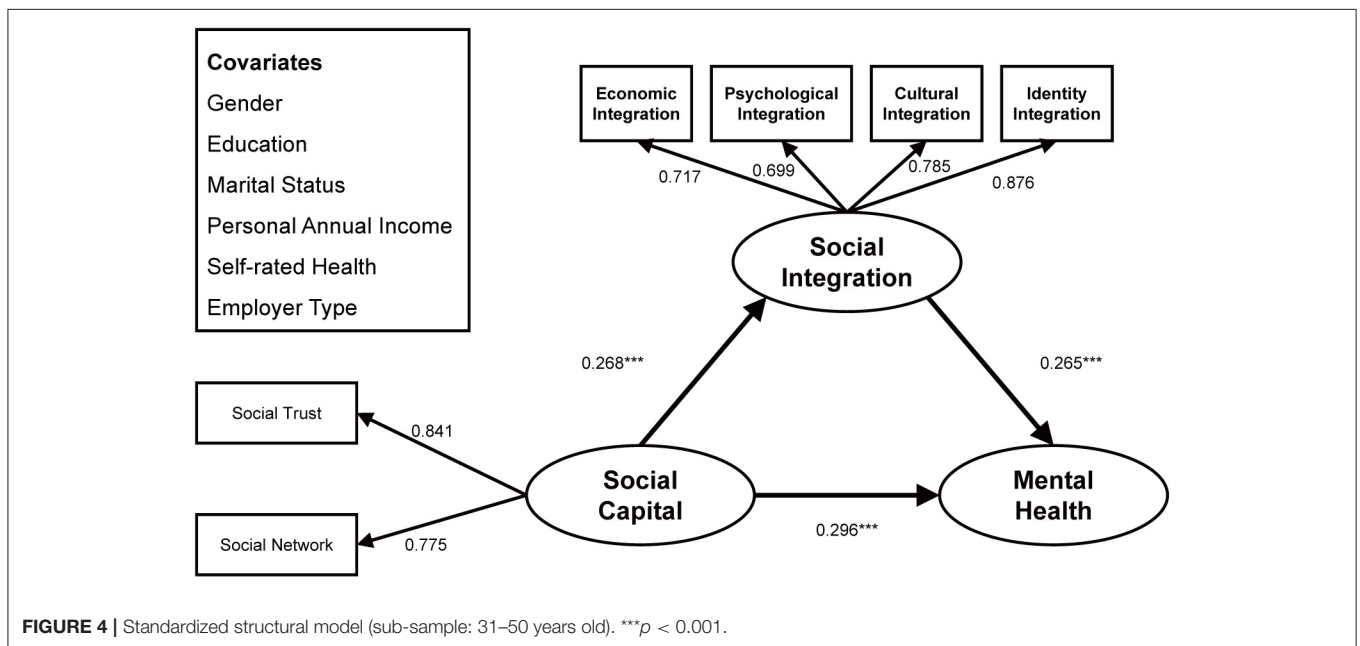 Covariates
Gender
Education
Marital Status
Personal Annual Income
Self-rated Health
Employer Type
Economic
Integration
Psychological
Integration
Cultural
Integration
Identity
Integration
0.717
0.699
0.785
0.876
Social
Integration
0.268***
0.265***
Social Trust
0.841
Social
Capital
Mental
Health
0.296***
Social Network
0.775
FIGURE 4 | Standardized structural model (sub-sample: 31–50 years old). ***p < 0.001.